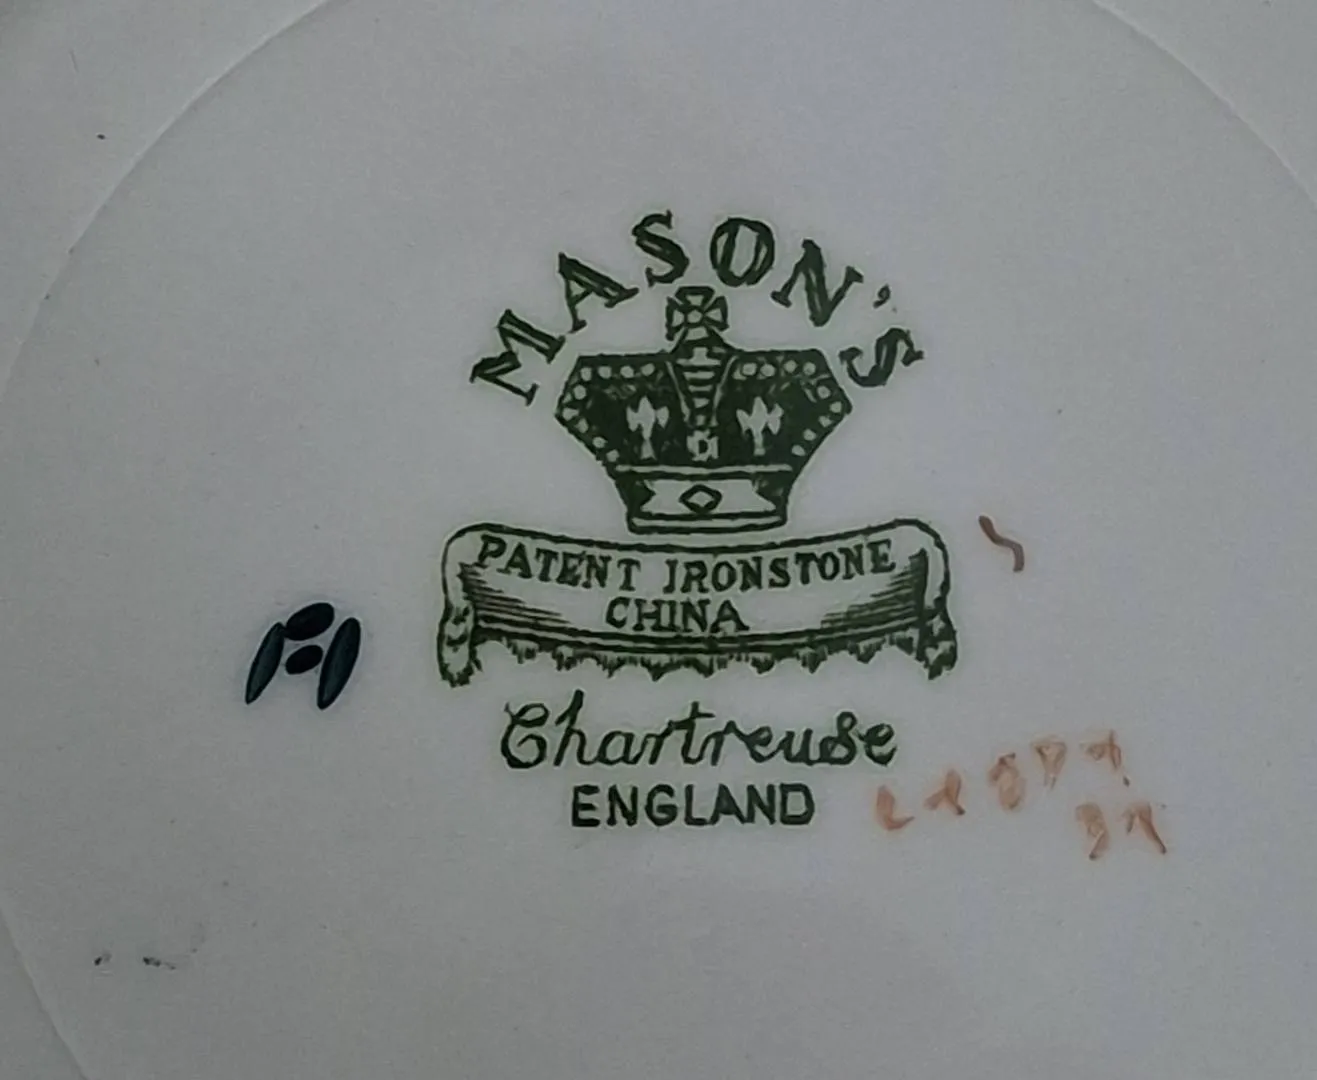 MASON'S
PATENT IRONSTONE
CHINA
Chartreuse
ENGLAND